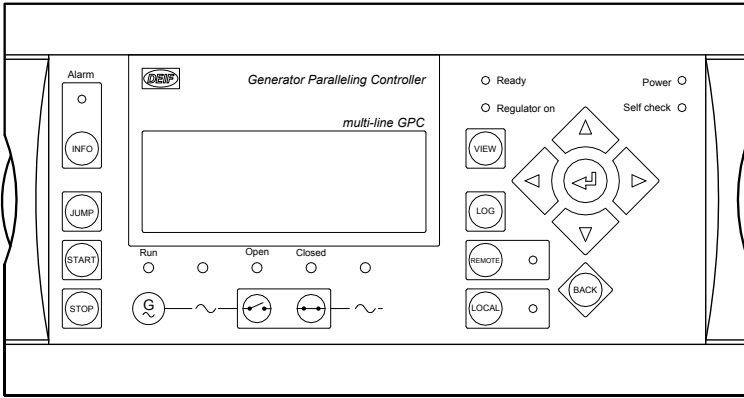 Alarm
DEIF
Generator Paralleling Controller
multi-line GPC
Ready
Power
Regulator on
Self check
INFO
VIEW
JUMP
LOG
START
Run
Open
Closed
REMOTE
STOP
G
LOCAL
BACK